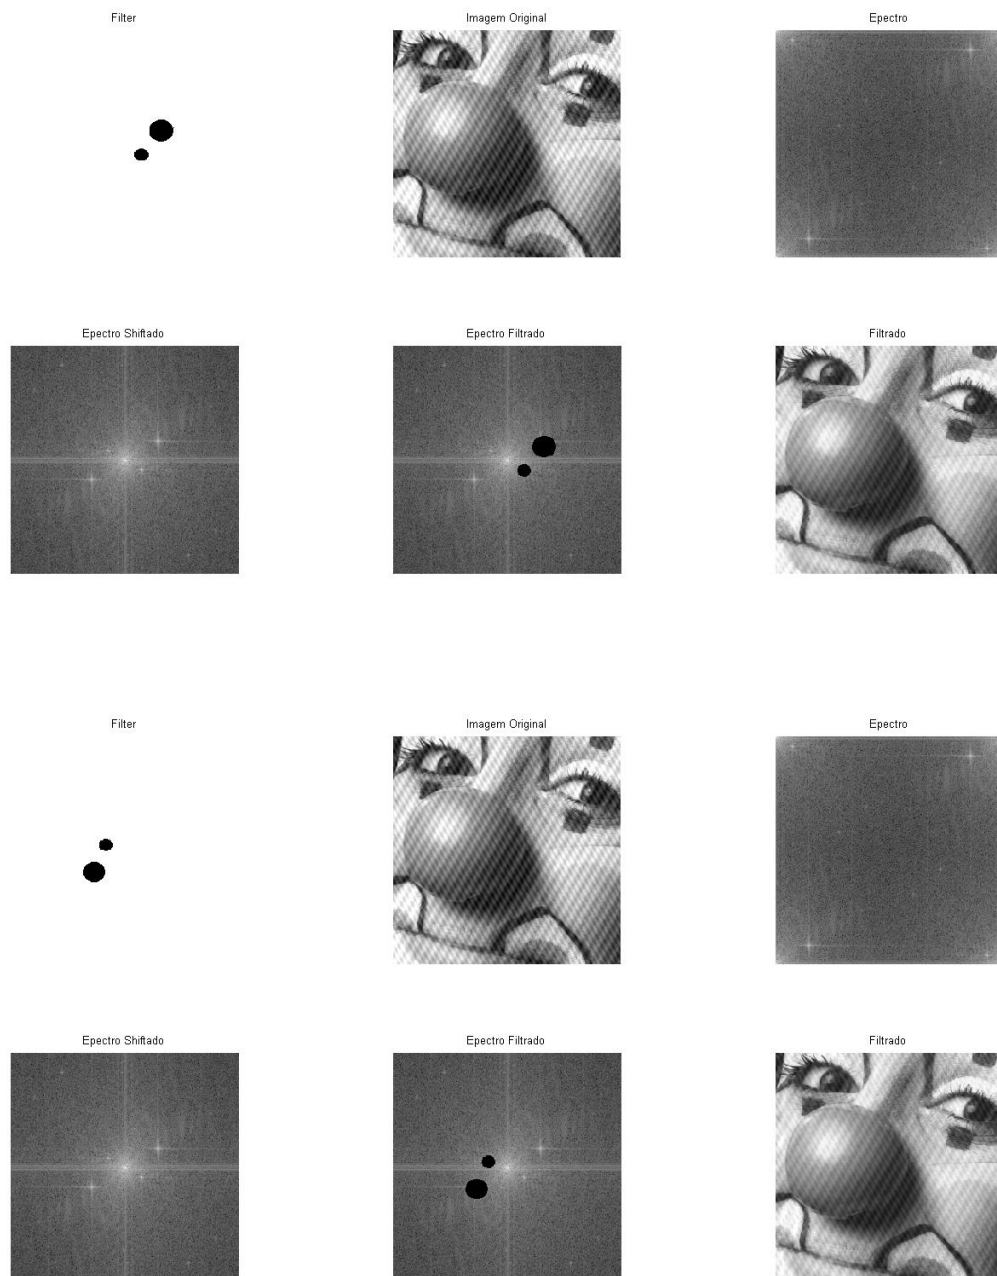 Filter
Imagem Original
Epectro
Epectro Shiftado
Epectro Filtrado
Filtrado
Filter
Imagem Original
Epectro
Epectro Shiftado
Epectro Filtrado
Filtrado